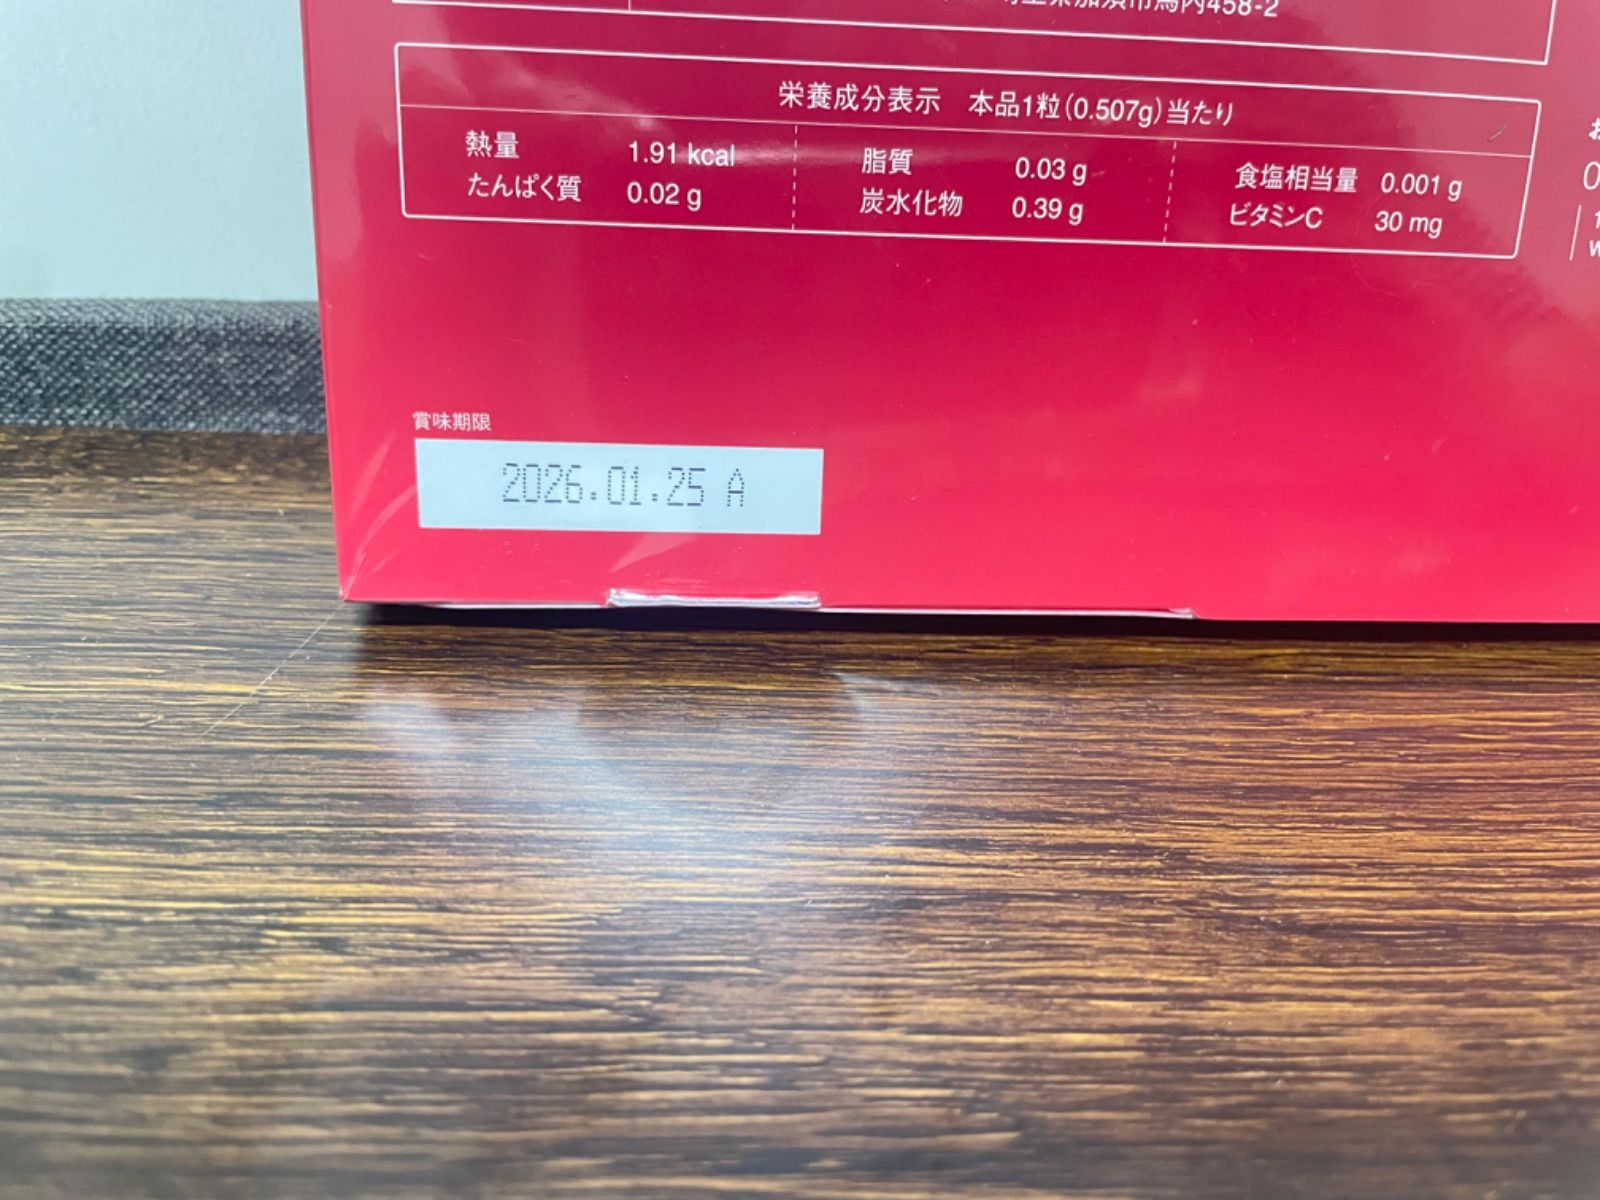 458-2
栄養成分表示 本品1粒(0.507g)当たり
熱量 1.91 kcal
たんぱく質 0.02 g
脂質 0.03 g
炭水化物 0.39 g
食塩相当量 0.001 g
ビタミンC 30 mg
賞味期限
2026.01.25 A